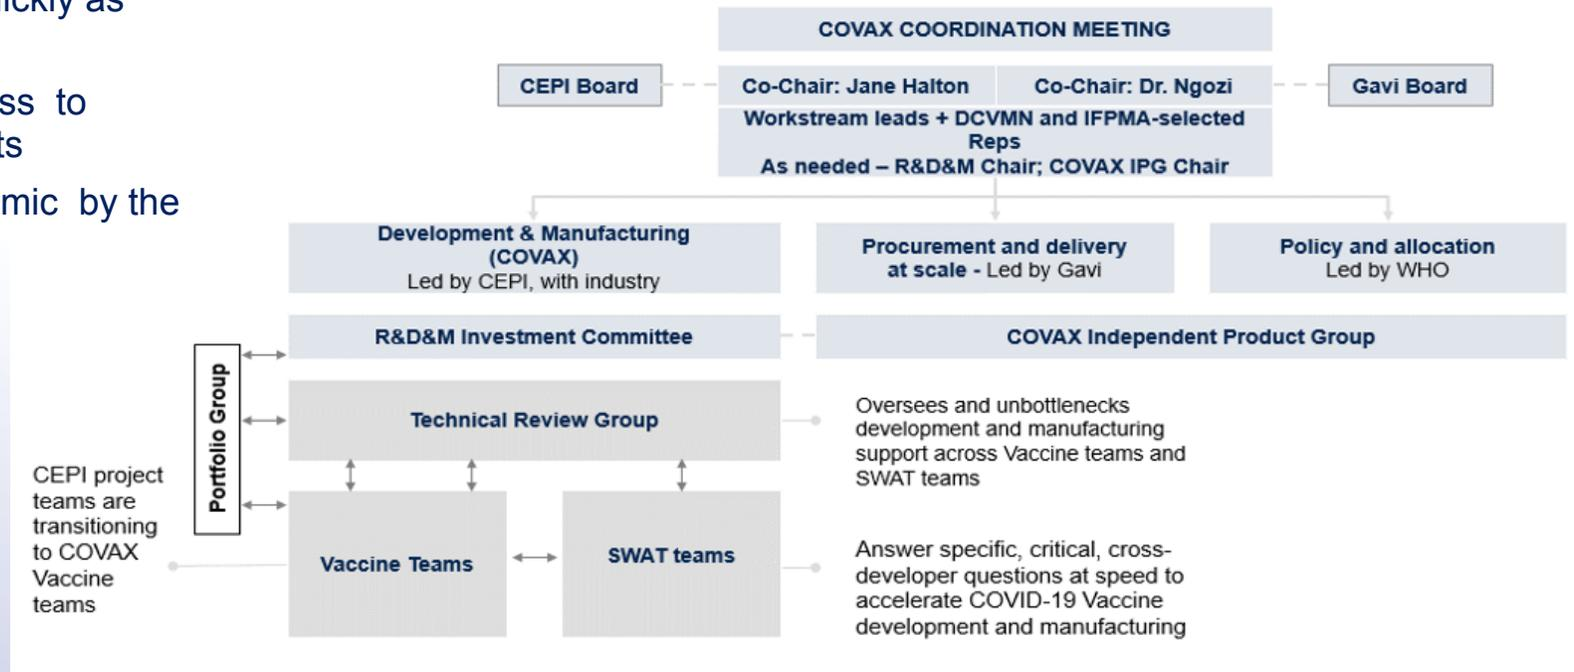 ickly as
ss to
ts
mic by the
COVAX COORDINATION MEETING
CEPI Board
Co-Chair: Jane Halton
Co-Chair: Dr. Ngozi
Gavi Board
Workstream leads + DCVMN and IFPMA-selected
Reps
As needed – R&D&M Chair; COVAX IPG Chair
Development & Manufacturing
(COVAX)
Led by CEPI, with industry
Procurement and delivery
at scale - Led by Gavi
Policy and allocation
Led by WHO
R&D&M Investment Committee
COVAX Independent Product Group
Portfolio Group
Technical Review Group
Oversees and unbottlenecks
development and manufacturing
support across Vaccine teams and
SWAT teams
CEPI project
teams are
transitioning
to COVAX
Vaccine
teams
Vaccine Teams
SWAT teams
Answer specific, critical, cross-
developer questions at speed to
accelerate COVID-19 Vaccine
development and manufacturing